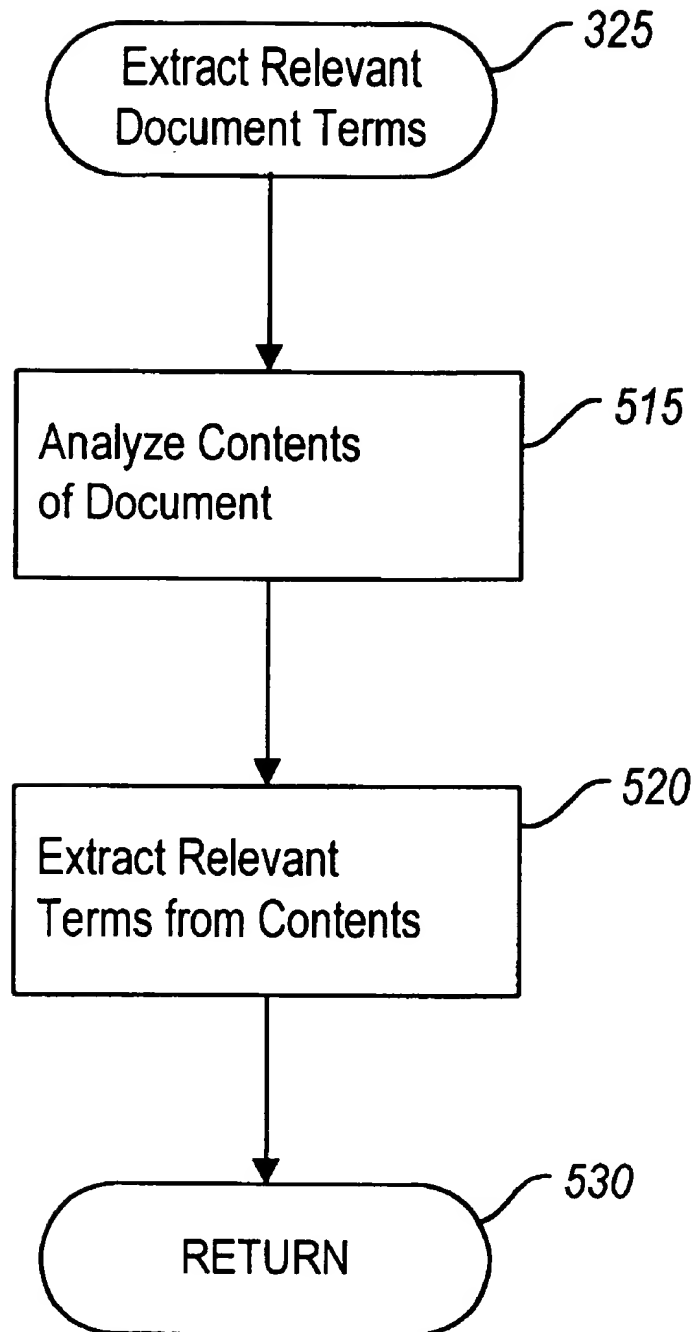 325
Extract Relevant
Document Terms
515
Analyze Contents
of Document
520
Extract Relevant
Terms from Contents
530
RETURN